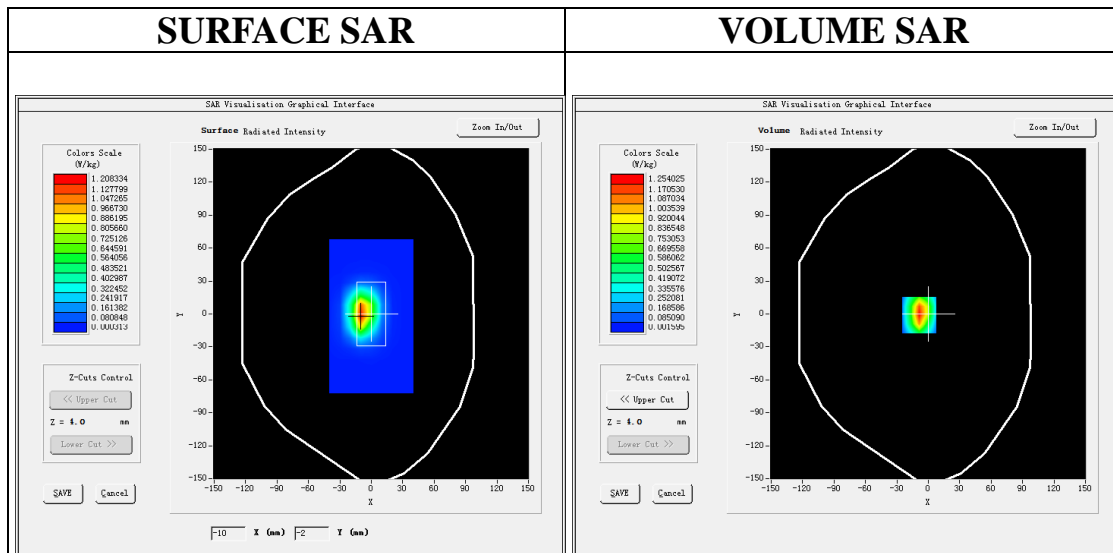 SURFACE SAR
VOLUME SAR
SAR Visualisation Graphical Interface
Surface Radiated Intensity
Zoom In/Out
Colors Scale
(W/kg)
1.208334
1.127799
1.047265
0.966730
0.886195
0.805660
0.725126
0.644591
0.564056
0.483521
0.402987
0.322452
0.241917
0.161382
0.080848
0.000313
Z-Cuts Control
<< Upper Cut
Z = 4.0 mm
Lower Cut >>
SAVE Cancel
150
120
90
60
30
0
-30
-60
-90
-120
-150
Y
-150 -120 -90 -60 -30 0 30 60 90 120 150
X
-10 X (mm) -2 Y (mm)
SAR Visualisation Graphical Interface
Volume Radiated Intensity
Zoom In/Out
Colors Scale
(W/kg)
1.254025
1.170530
1.087034
1.003539
0.920044
0.836548
0.753053
0.669558
0.586062
0.502567
0.419072
0.335576
0.252081
0.168586
0.085090
0.001595
Z-Cuts Control
<< Upper Cut
Z = 4.0 mm
Lower Cut >>
SAVE Cancel
150
120
90
60
30
0
-30
-60
-90
-120
-150
Y
-150 -120 -90 -60 -30 0 30 60 90 120 150
X